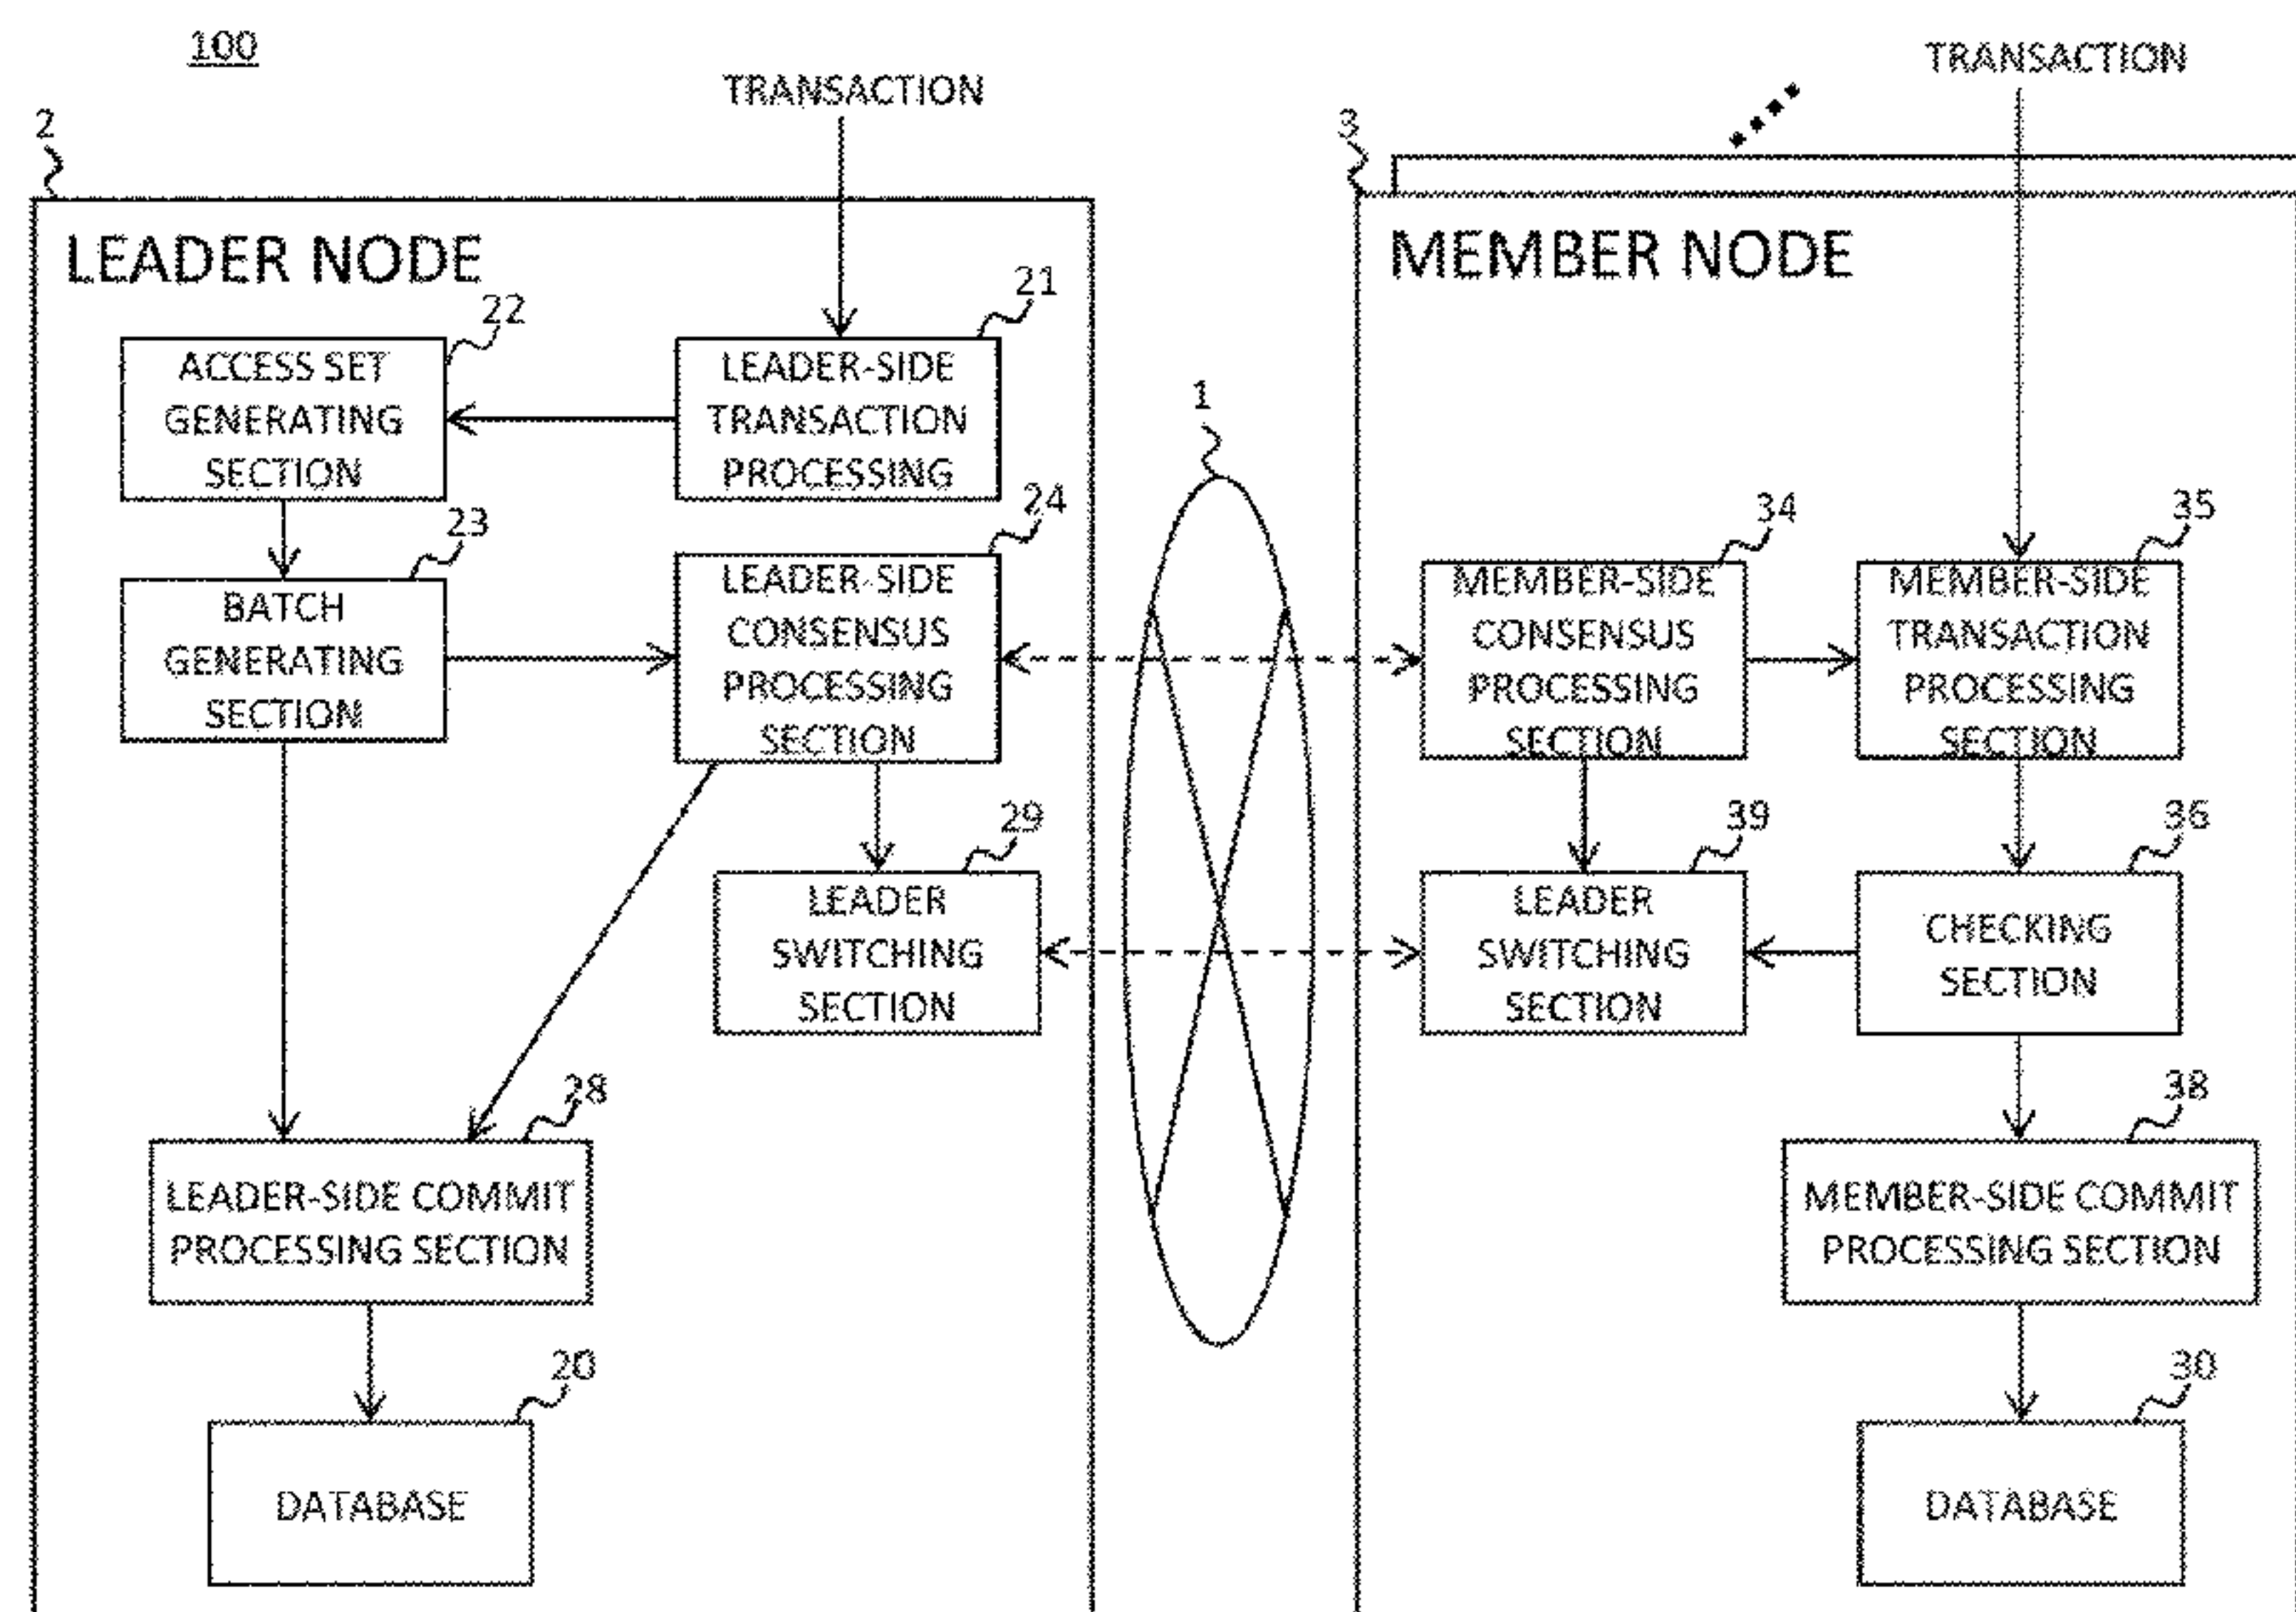 100
TRANSACTION
2
LEADER NODE
21
LEADER-SIDE
TRANSACTION
PROCESSING
22
ACCESS SET
GENERATING
SECTION
23
BATCH
GENERATING
SECTION
24
LEADER-SIDE
CONSENSUS
PROCESSING
SECTION
29
LEADER
SWITCHING
SECTION
28
LEADER-SIDE COMMIT
PROCESSING SECTION
20
DATABASE
1
TRANSACTION
3
MEMBER NODE
34
MEMBER-SIDE
CONSENSUS
PROCESSING
SECTION
35
MEMBER-SIDE
TRANSACTION
PROCESSING
SECTION
39
LEADER
SWITCHING
SECTION
36
CHECKING
SECTION
38
MEMBER-SIDE COMMIT
PROCESSING SECTION
30
DATABASE